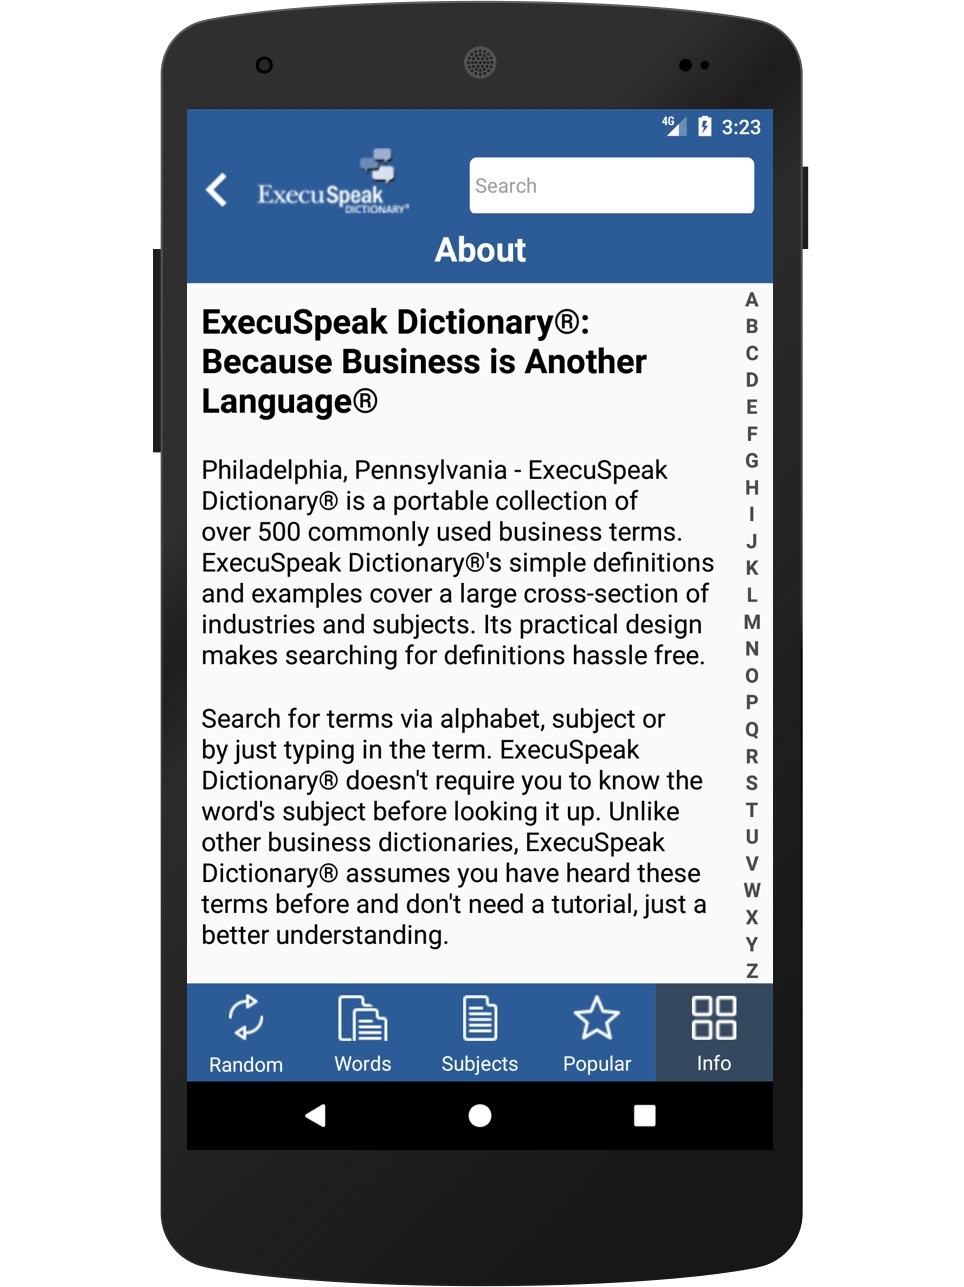 4G 3:23
ExecuSpeak
DICTIONARY®
Search
About
ExecuSpeak Dictionary®:
Because Business is Another
Language®
Philadelphia, Pennsylvania - ExecuSpeak
Dictionary® is a portable collection of
over 500 commonly used business terms.
ExecuSpeak Dictionary®'s simple definitions
and examples cover a large cross-section of
industries and subjects. Its practical design
makes searching for definitions hassle free.
Search for terms via alphabet, subject or
by just typing in the term. ExecuSpeak
Dictionary® doesn't require you to know the
word's subject before looking it up. Unlike
other business dictionaries, ExecuSpeak
Dictionary® assumes you have heard these
terms before and don't need a tutorial, just a
better understanding.
A
B
C
D
E
F
G
H
I
J
K
L
M
N
O
P
Q
R
S
T
U
V
W
X
Y
Z
Random Words Subjects Popular Info